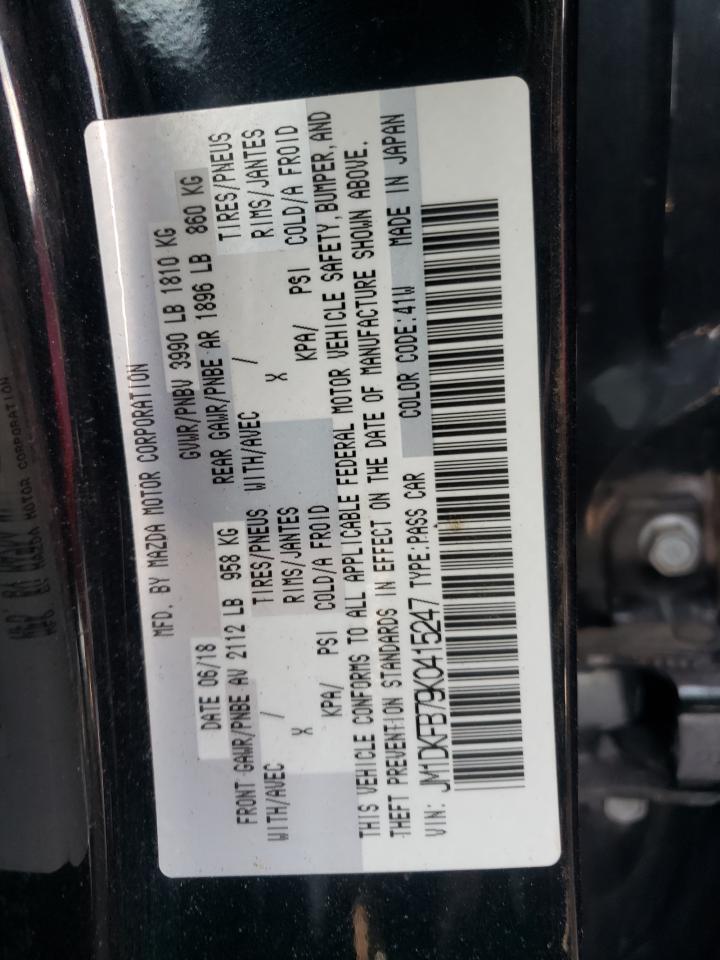 MFD. BY MAZDA MOTOR CORPORATION
DATE 06/18 GVWR/PNBV 3990 LB 1810 KG
FRONT GAWR/PNBE AV 2112 LB 958 KG REAR GAWR/PNBE AR 1896 LB 860 KG
WITH/AVEC / TIRES/PNEUS WITH/AVEC / TIRES/PNEUS
X RIMS/JANTES X RIMS/JANTES
KPA/ PSI COLD/A FROID KPA/ PSI COLD/A FROID
THIS VEHICLE CONFORMS TO ALL APPLICABLE FEDERAL MOTOR VEHICLE SAFETY, BUMPER, AND
THEFT PREVENTION STANDARDS IN EFFECT ON THE DATE OF MANUFACTURE SHOWN ABOVE.
VIN: JM1DKFB79K0415247 TYPE:PASS CAR COLOR CODE:41W MADE IN JAPAN
MAZDA MOTOR CORPORATION